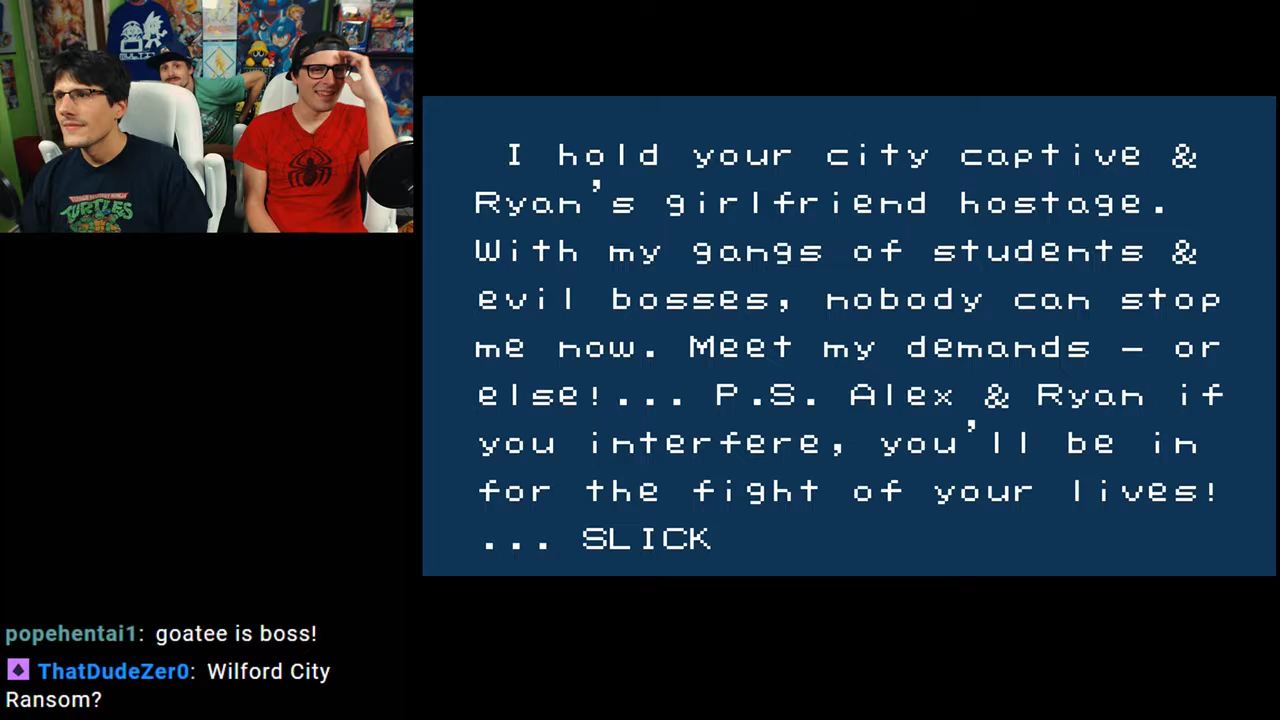 TURTLES
I hold your city captive &
Ryan's girlfriend hostage.
With my gangs of students &
evil bosses, nobody can stop
me now. Meet my demands - or
else!... P.S. Alex & Ryan if
you interfere, you'll be in
for the fight of your lives!
... SLICK
popehentai1: goatee is boss!
ThatDudeZer0: Wilford City
Ransom?